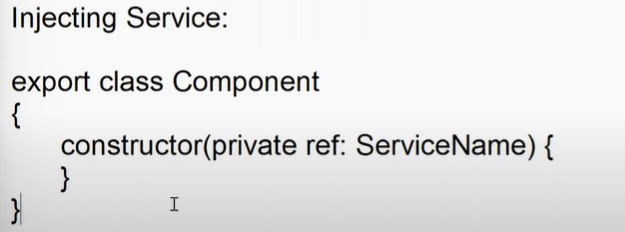 Injecting Service:
export class Component
{
constructor(private ref: ServiceName) {
}
}